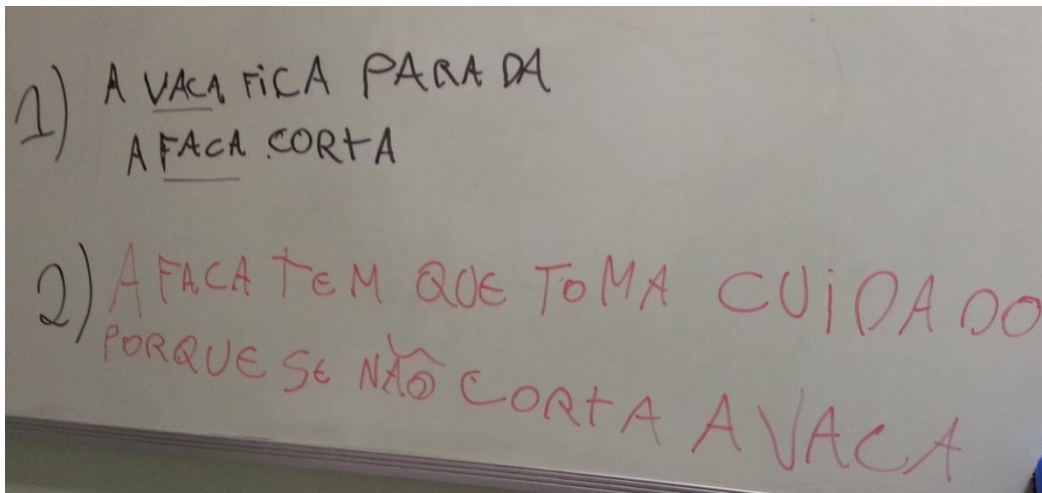 1) A VACA FICA PARADA
A FACA CORTA
2) A FACA TEM QUE TOMA CUIDADO
PORQUE SE NÃO CORTA A VACA